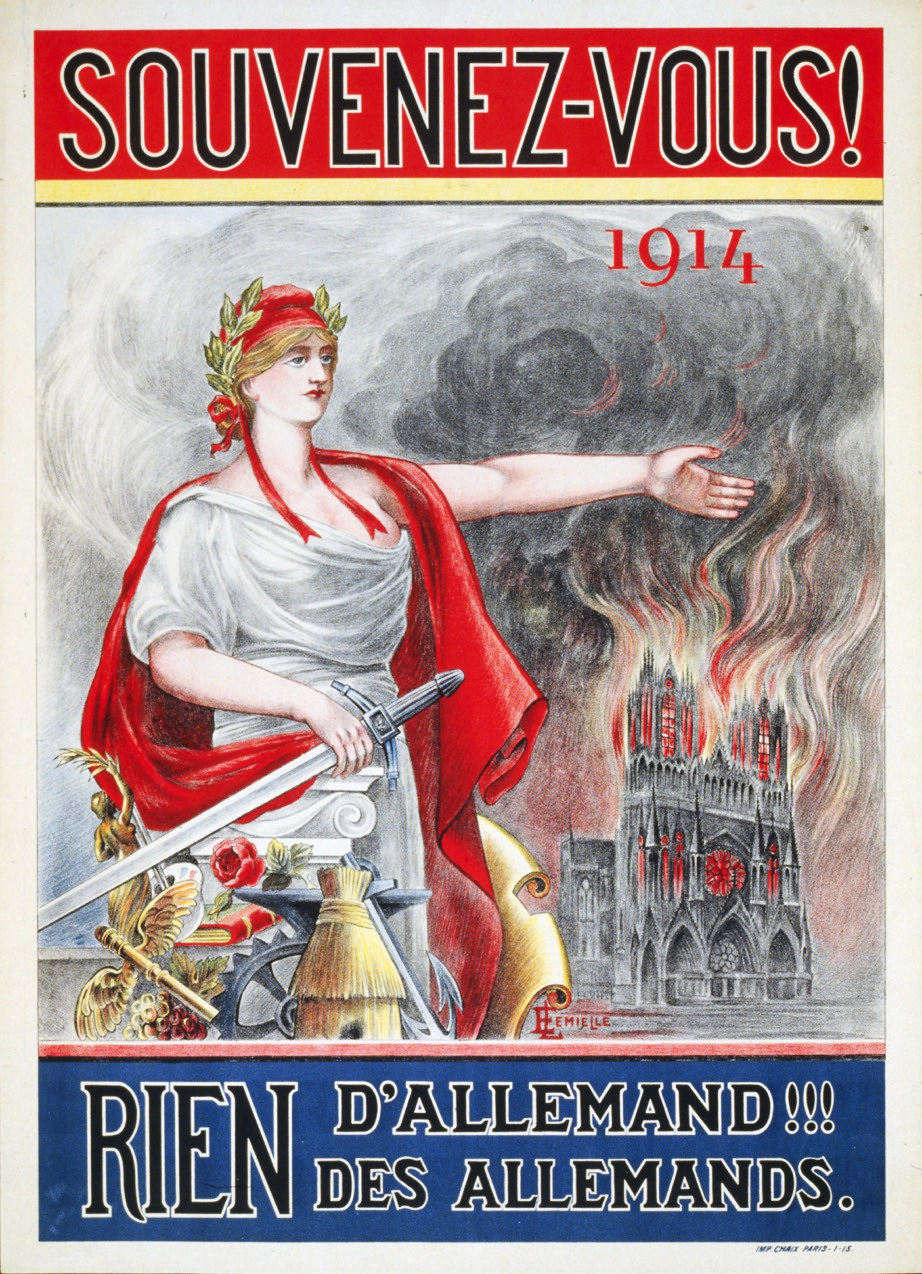 SOUVENEZ-VOUS!
1914
LEMIELLE
RIEN D'ALLEMAND!!!
DES ALLEMANDS.
IMP. CHAIX-PARIS-1-15.